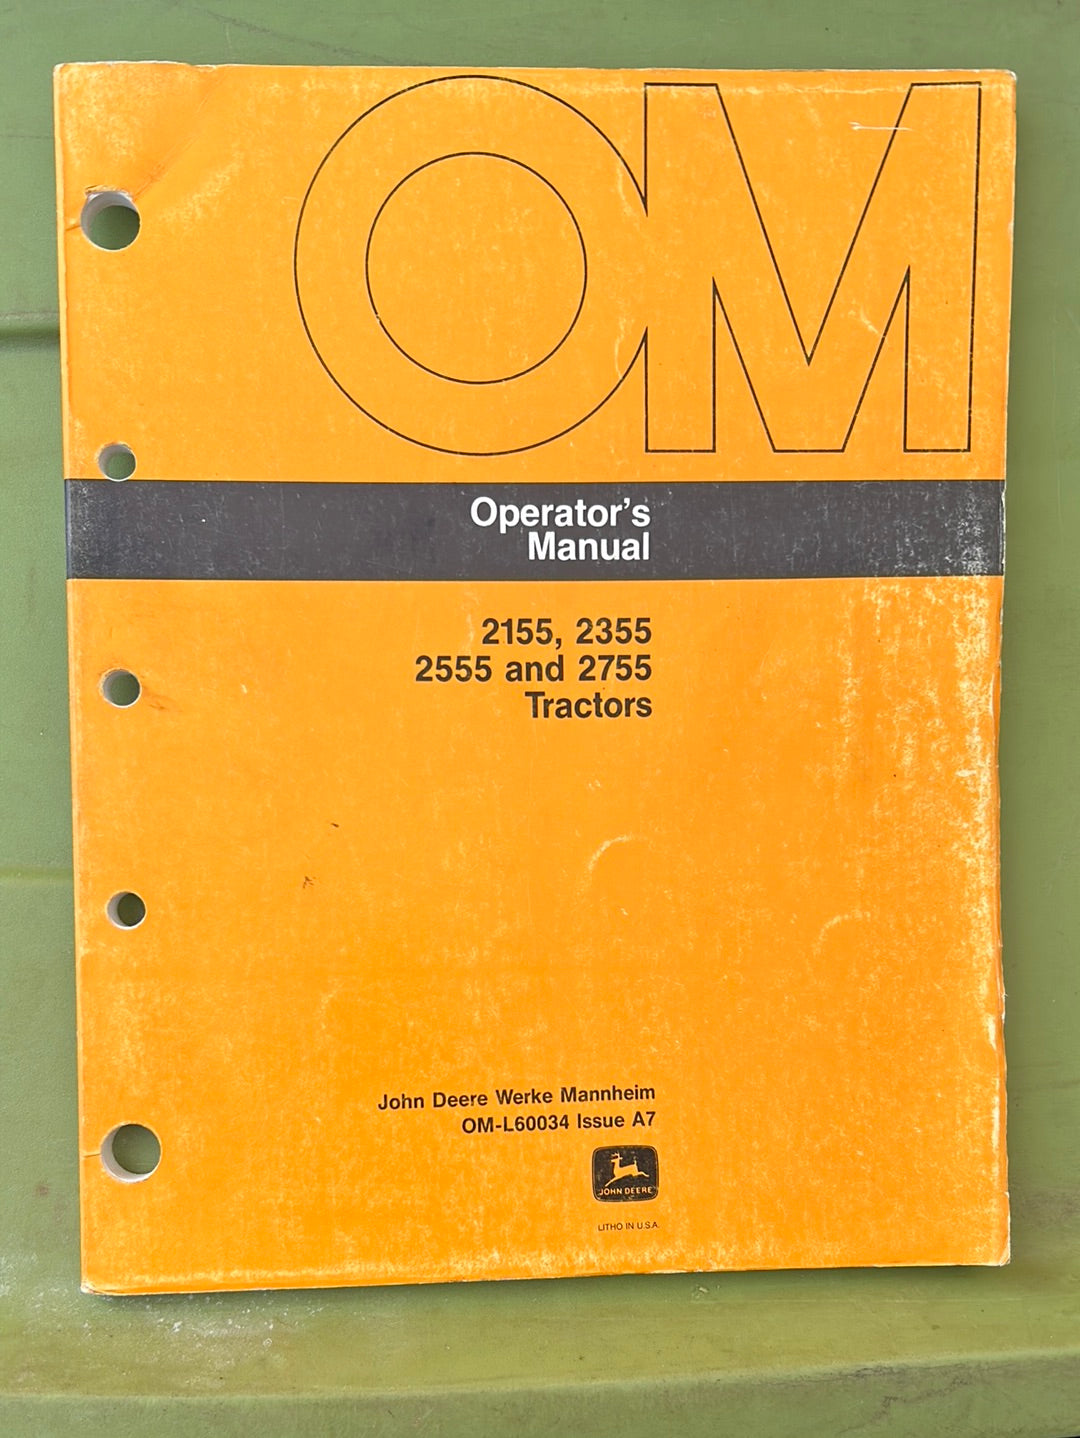 OM
Operator's
Manual
2155, 2355
2555 and 2755
Tractors
John Deere Werke Mannheim
OM-L60034 Issue A7
JOHN DEERE
LITHO IN U.S.A.